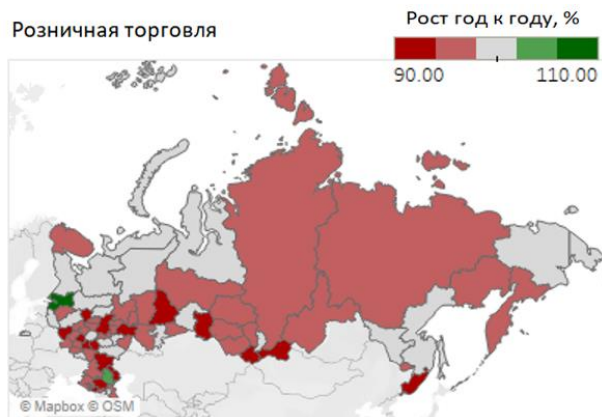 Розничная торговля
Рост год к году, %
90.00 110.00
© Mapbox © OSM